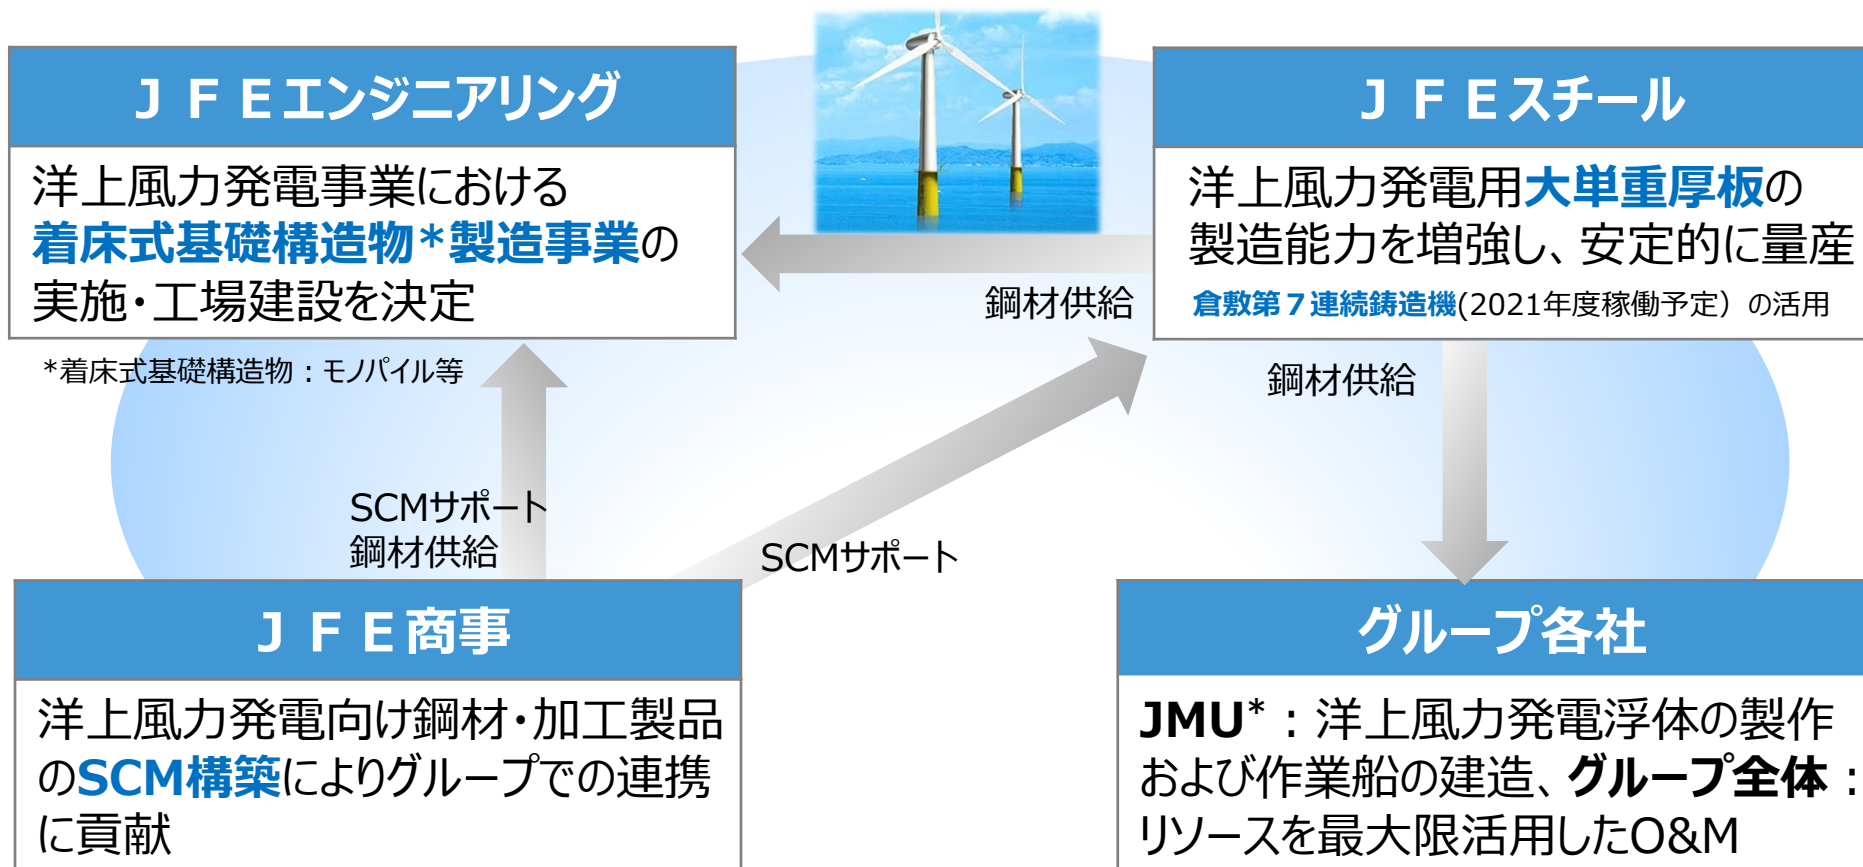 ＪＦＥエンジニアリング
洋上風力発電事業における
着床式基礎構造物*製造事業の
実施・工場建設を決定
*着床式基礎構造物：モノパイル等
ＪＦＥスチール
洋上風力発電用大単重厚板の
製造能力を増強し、安定的に量産
倉敷第７連続鋳造機(2021年度稼働予定）の活用
鋼材供給
鋼材供給
SCMサポート
鋼材供給
SCMサポート
ＪＦＥ商事
洋上風力発電向け鋼材・加工製品
のSCM構築によりグループでの連携
に貢献
グループ各社
JMU*：洋上風力発電浮体の製作
および作業船の建造、グループ全体：
リソースを最大限活用したO&M